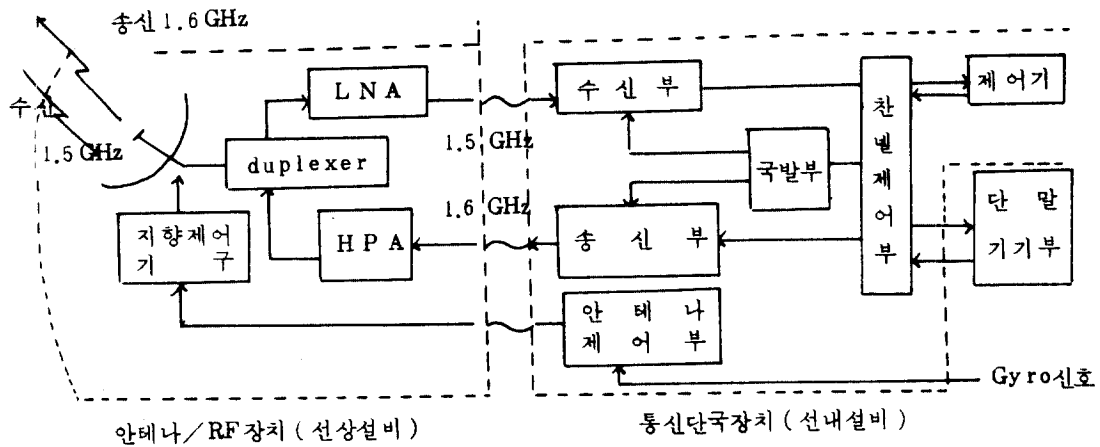 송신 1.6 GHz
수신
1.5 GHz
LNA
duplexer
HPA
지향제어
기 구
1.5 GHz
1.6 GHz
수 신 부
국발부
송 신 부
안 테 나
제 어 부
찬넬제어부
제어기
단 말
기기부
Gyro신호
안테나/RF장치 (선상설비)
통신단국장치 (선내설비)